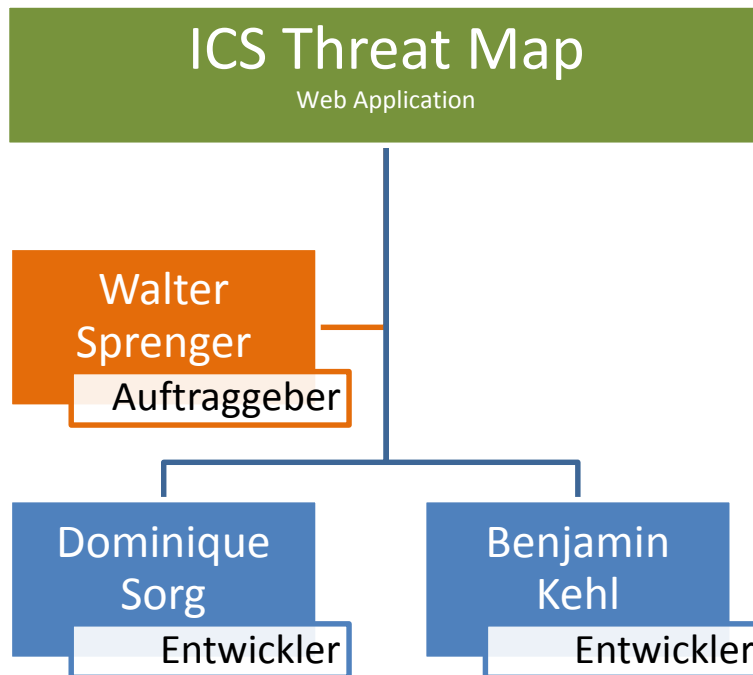 ICS Threat Map
Web Application
Walter
Sprenger
Auftraggeber
Dominique
Sorg
Entwickler
Benjamin
Kehl
Entwickler